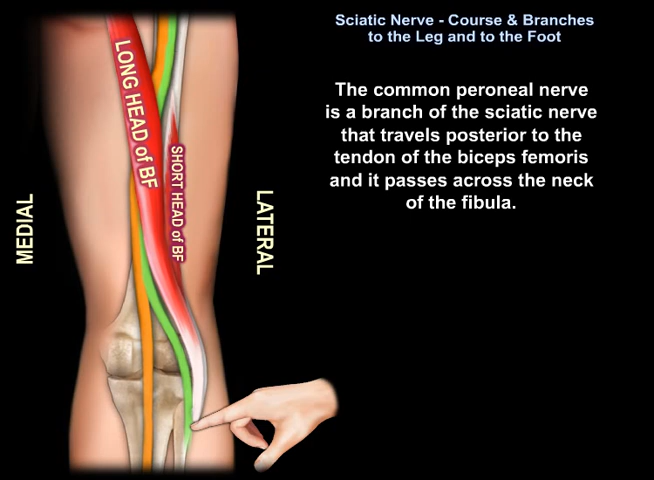 Sciatic Nerve - Course & Branches
to the Leg and to the Foot
The common peroneal nerve
is a branch of the sciatic nerve
that travels posterior to the
tendon of the biceps femoris
and it passes across the neck
of the fibula.
LONG HEAD of BF
SHORT HEAD of BF
MEDIAL
LATERAL